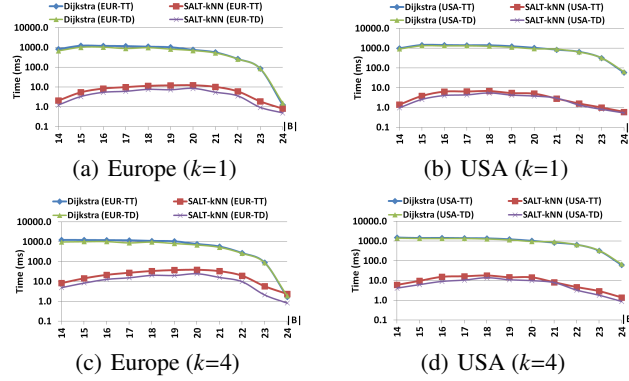 Dijkstra (EUR-TT) SALT-kNN (EUR-TT)
Dijkstra (EUR-TD) SALT-kNN (EUR-TD)
Time (ms)
10000.0
1000.0
100.0
10.0
1.0
0.1
14 15 16 17 18 19 20 21 22 23 24 |B|
(a) Europe (k=1)
Dijkstra (USA-TT) SALT-kNN (USA-TT)
Dijkstra (USA-TD) SALT-kNN (USA-TD)
Time (ms)
10000.0
1000.0
100.0
10.0
1.0
0.1
14 15 16 17 18 19 20 21 22 23 24 |B|
(b) USA (k=1)
Dijkstra (EUR-TT) SALT-kNN (EUR-TT)
Dijkstra (EUR-TD) SALT-kNN (EUR-TD)
Time (ms)
10000.0
1000.0
100.0
10.0
1.0
0.1
14 15 16 17 18 19 20 21 22 23 24 |B|
(c) Europe (k=4)
Dijkstra (USA-TT) SALT-kNN (USA-TT)
Dijkstra (USA-TD) SALT-kNN (USA-TD)
Time (ms)
10000.0
1000.0
100.0
10.0
1.0
0.1
14 15 16 17 18 19 20 21 22 23 24 |B|
(d) USA (k=4)